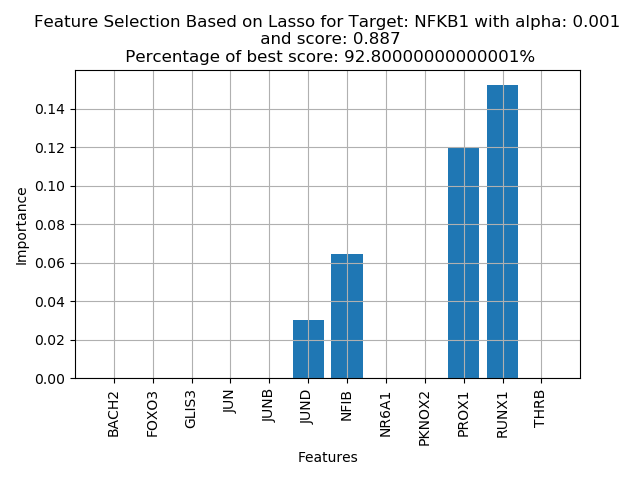 Feature Selection Based on Lasso for Target: NFKB1 with alpha: 0.001
and score: 0.887
Percentage of best score: 92.80000000000001%
0.14
0.12
0.10
0.08
0.06
0.04
0.02
0.00
Importance
BACH2
FOXO3
GLIS3
JUN
JUNB
JUND
NFIB
NR6A1
PKNOX2
PROX1
RUNX1
THRB
Features